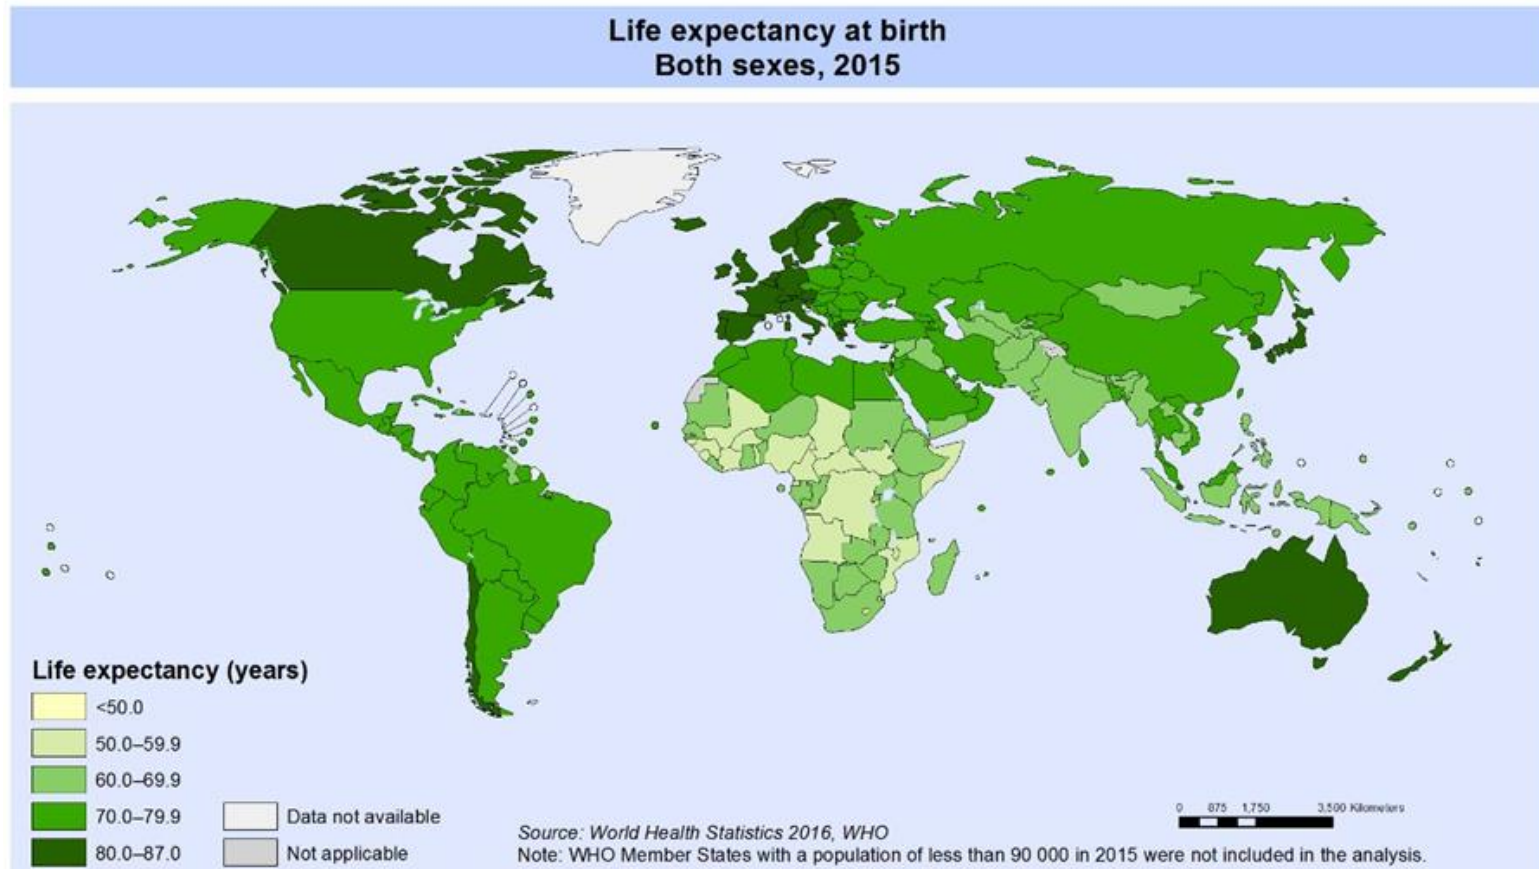 Life expectancy at birth
Both sexes, 2015
Life expectancy (years)
<50.0
50.0–59.9
60.0–69.9
70.0–79.9
80.0–87.0
Data not available
Not applicable
0 875 1,750 3,500 Kilometers
Source: World Health Statistics 2016, WHO
Note: WHO Member States with a population of less than 90 000 in 2015 were not included in the analysis.